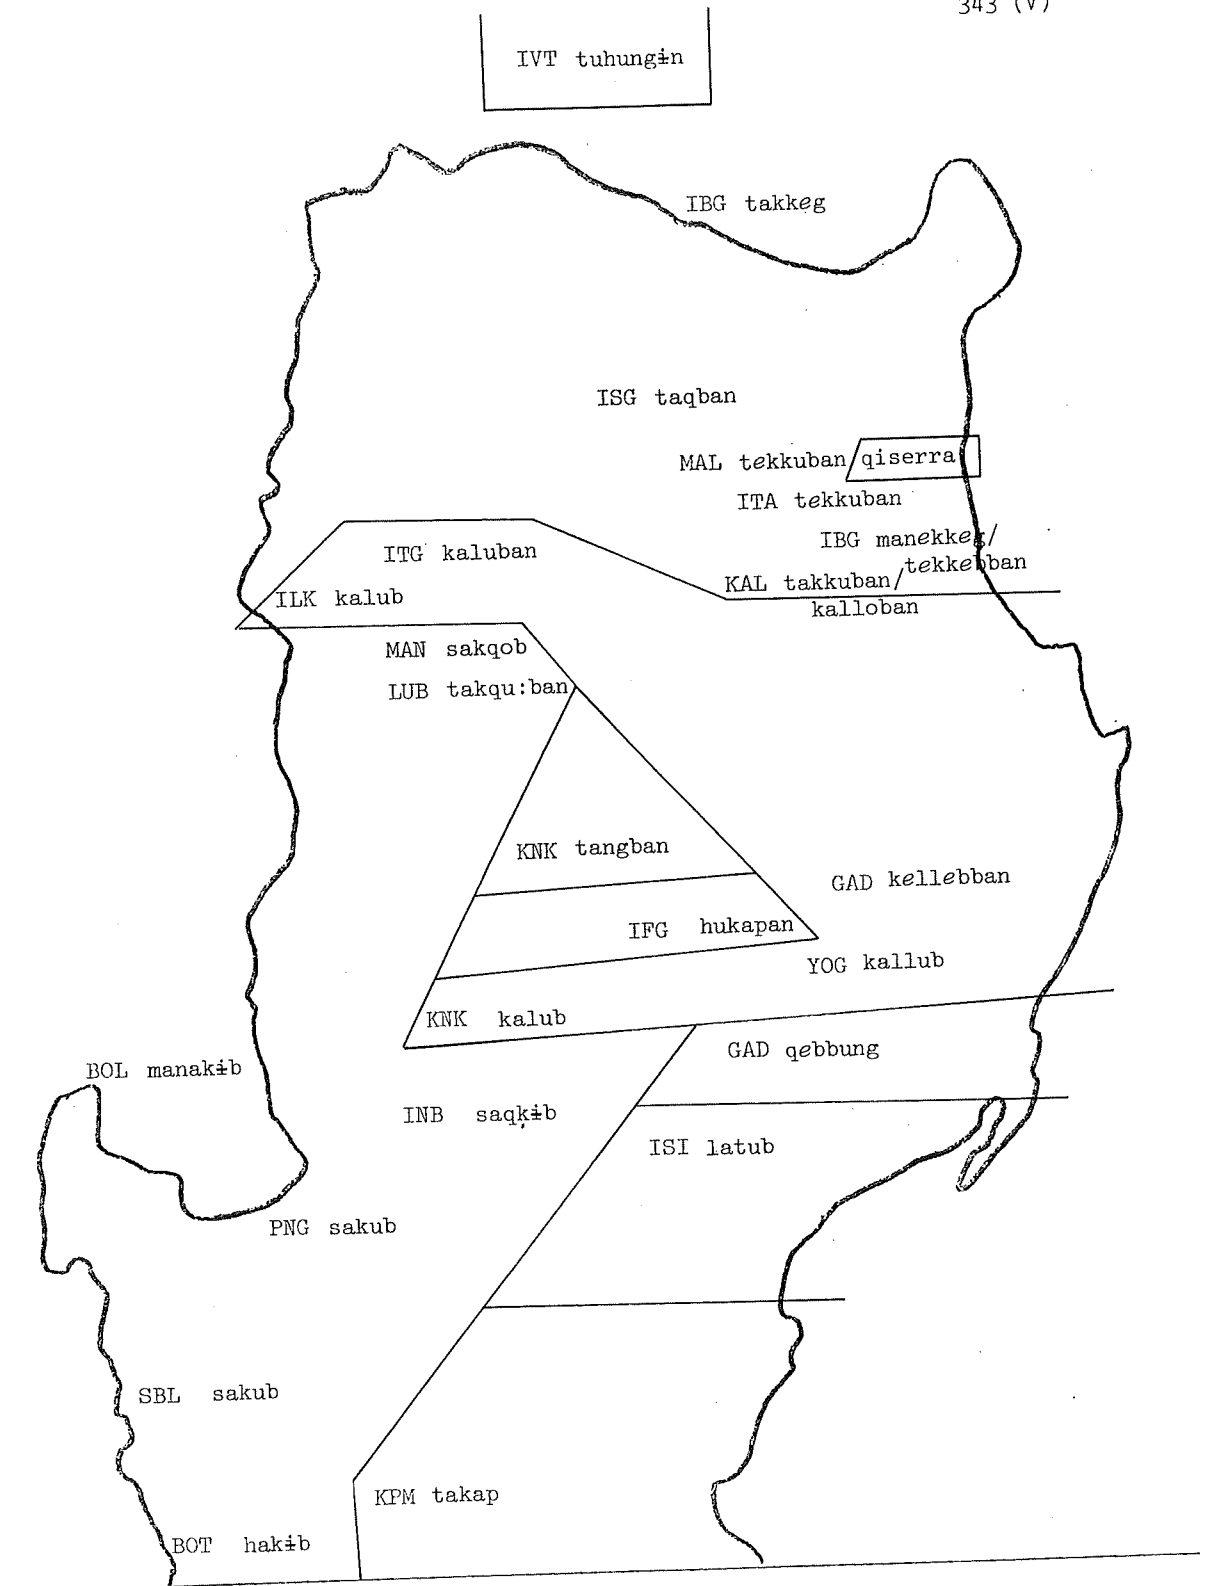 343 (V)
IVT tuhungɨn
IBG takkeg
ISG taqban
MAL tekkuban/qiserra
ITA tekkuban
IBG manekkeg/
tekkebban
ITG kaluban
KAL takkuban/
kalloban
ILK kalub
MAN sakqob
LUB takqu:ban
KNK tangban
GAD kellebban
IFG hukapan
YOG kallub
KNK kalub
GAD qebbung
BOL manakɨb
INB saqkɨb
ISI latub
PNG sakub
SBL sakub
KPM takap
BOT hakɨb